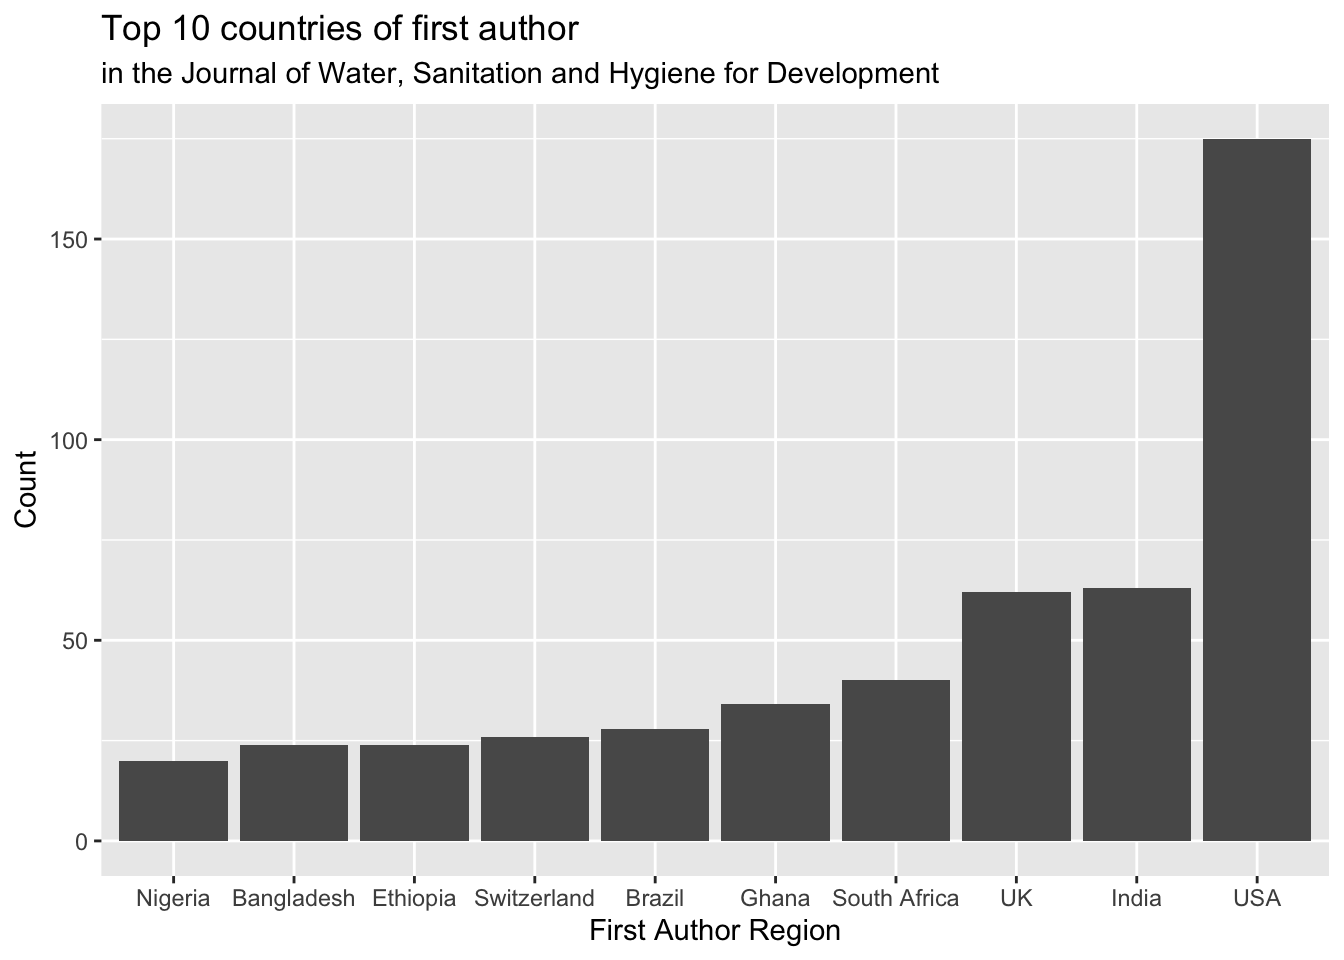 Top 10 countries of first author
in the Journal of Water, Sanitation and Hygiene for Development
Count
150
100
50
0
Nigeria Bangladesh Ethiopia Switzerland Brazil Ghana South Africa UK India USA
First Author Region